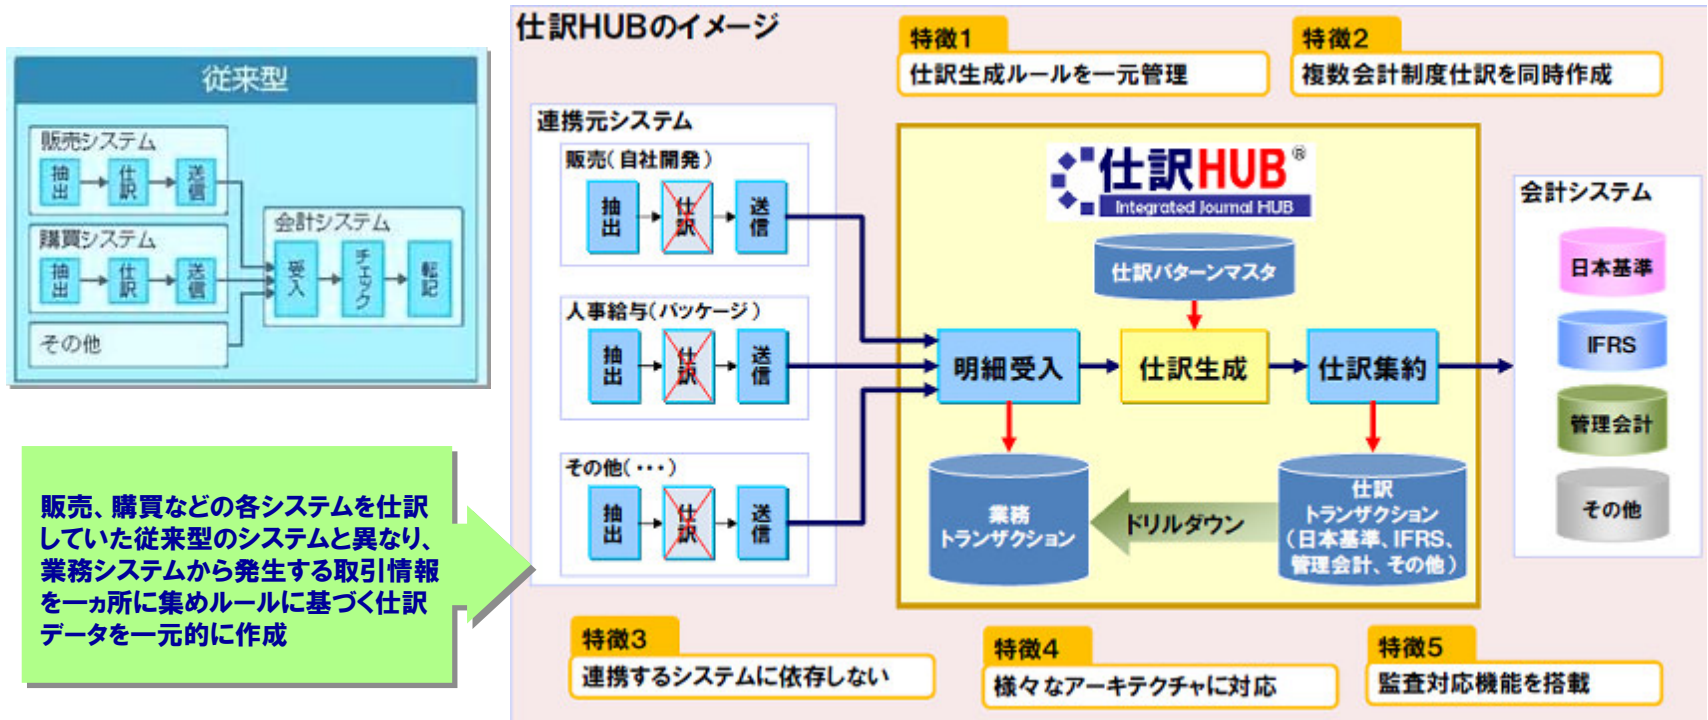 従来型
販売システム
抽出
仕訳
送信
購買システム
抽出
仕訳
送信
その他
会計システム
受入
チェック
転記
販売、購買などの各システムを仕訳
していた従来型のシステムと異なり、
業務システムから発生する取引情報
を一ヵ所に集めルールに基づく仕訳
データを一元的に作成
仕訳HUBのイメージ
特徴1
仕訳生成ルールを一元管理
特徴2
複数会計制度仕訳を同時作成
連携元システム
販売(自社開発)
抽出
仕訳
送信
人事給与(パッケージ)
抽出
仕訳
送信
その他(・・・)
抽出
仕訳
送信
仕訳HUB®
Integrated Journal HUB
仕訳パターンマスタ
明細受入
仕訳生成
仕訳集約
業務
トランザクション
ドリルダウン
仕訳
トランザクション
(日本基準、IFRS、
管理会計、その他)
会計システム
日本基準
IFRS
管理会計
その他
特徴3
連携するシステムに依存しない
特徴4
様々なアーキテクチャに対応
特徴5
監査対応機能を搭載